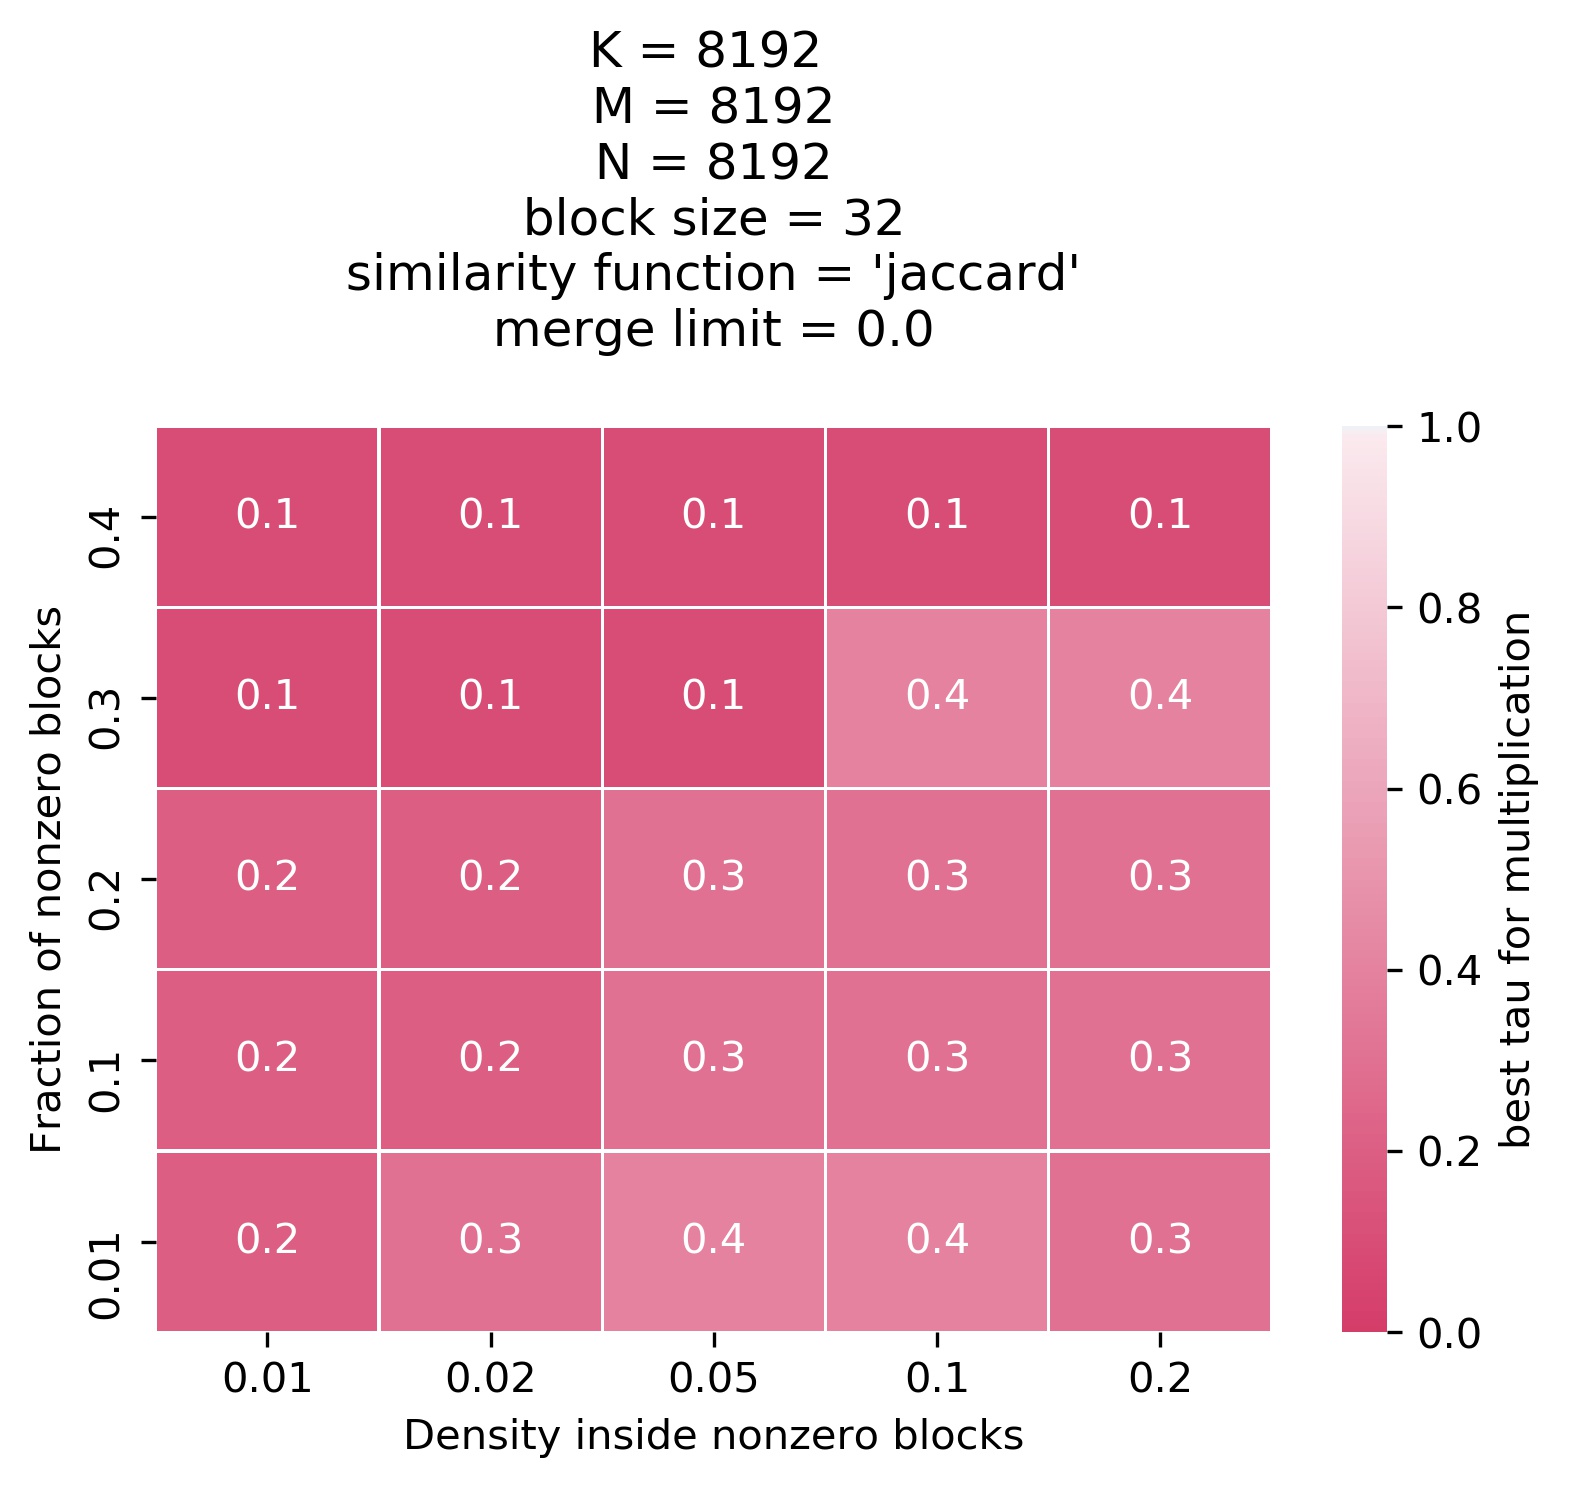 K = 8192
M = 8192
N = 8192
block size = 32
similarity function = 'jaccard'
merge limit = 0.0
Fraction of nonzero blocks
0.4 0.1 0.1 0.1 0.1 0.1
0.3 0.1 0.1 0.1 0.4 0.4
0.2 0.2 0.2 0.3 0.3 0.3
0.1 0.2 0.2 0.3 0.3 0.3
0.01 0.2 0.3 0.4 0.4 0.3
0.01 0.02 0.05 0.1 0.2
Density inside nonzero blocks
1.0
0.8
0.6
0.4
0.2
0.0
best tau for multiplication